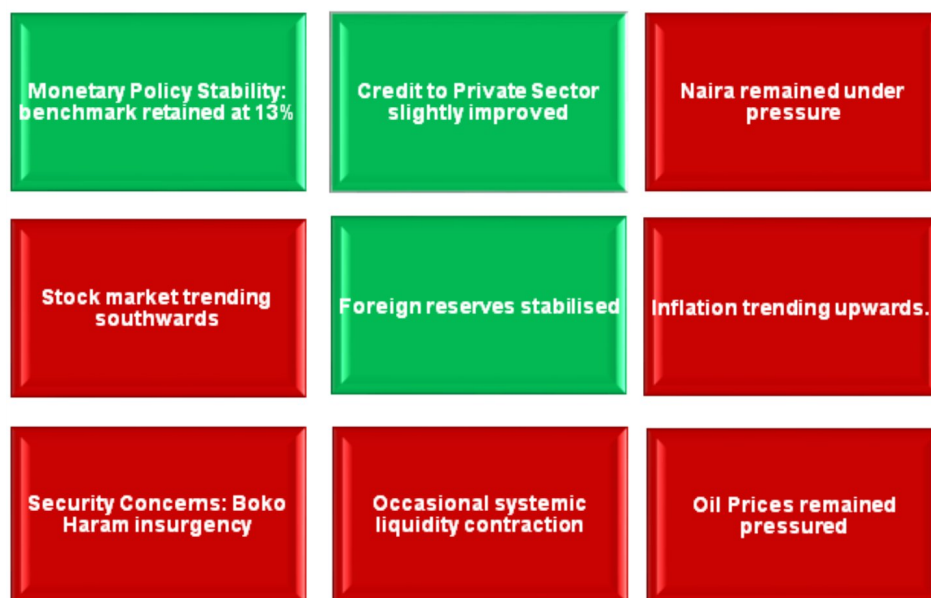 Monetary Policy Stability:
benchmark retained at 13%
Credit to Private Sector
slightly improved
Naira remained under
pressure
Stock market trending
southwards
Foreign reserves stabilised
Inflation trending upwards.
Security Concerns: Boko
Haram insurgency
Occasional systemic
liquidity contraction
Oil Prices remained
pressured